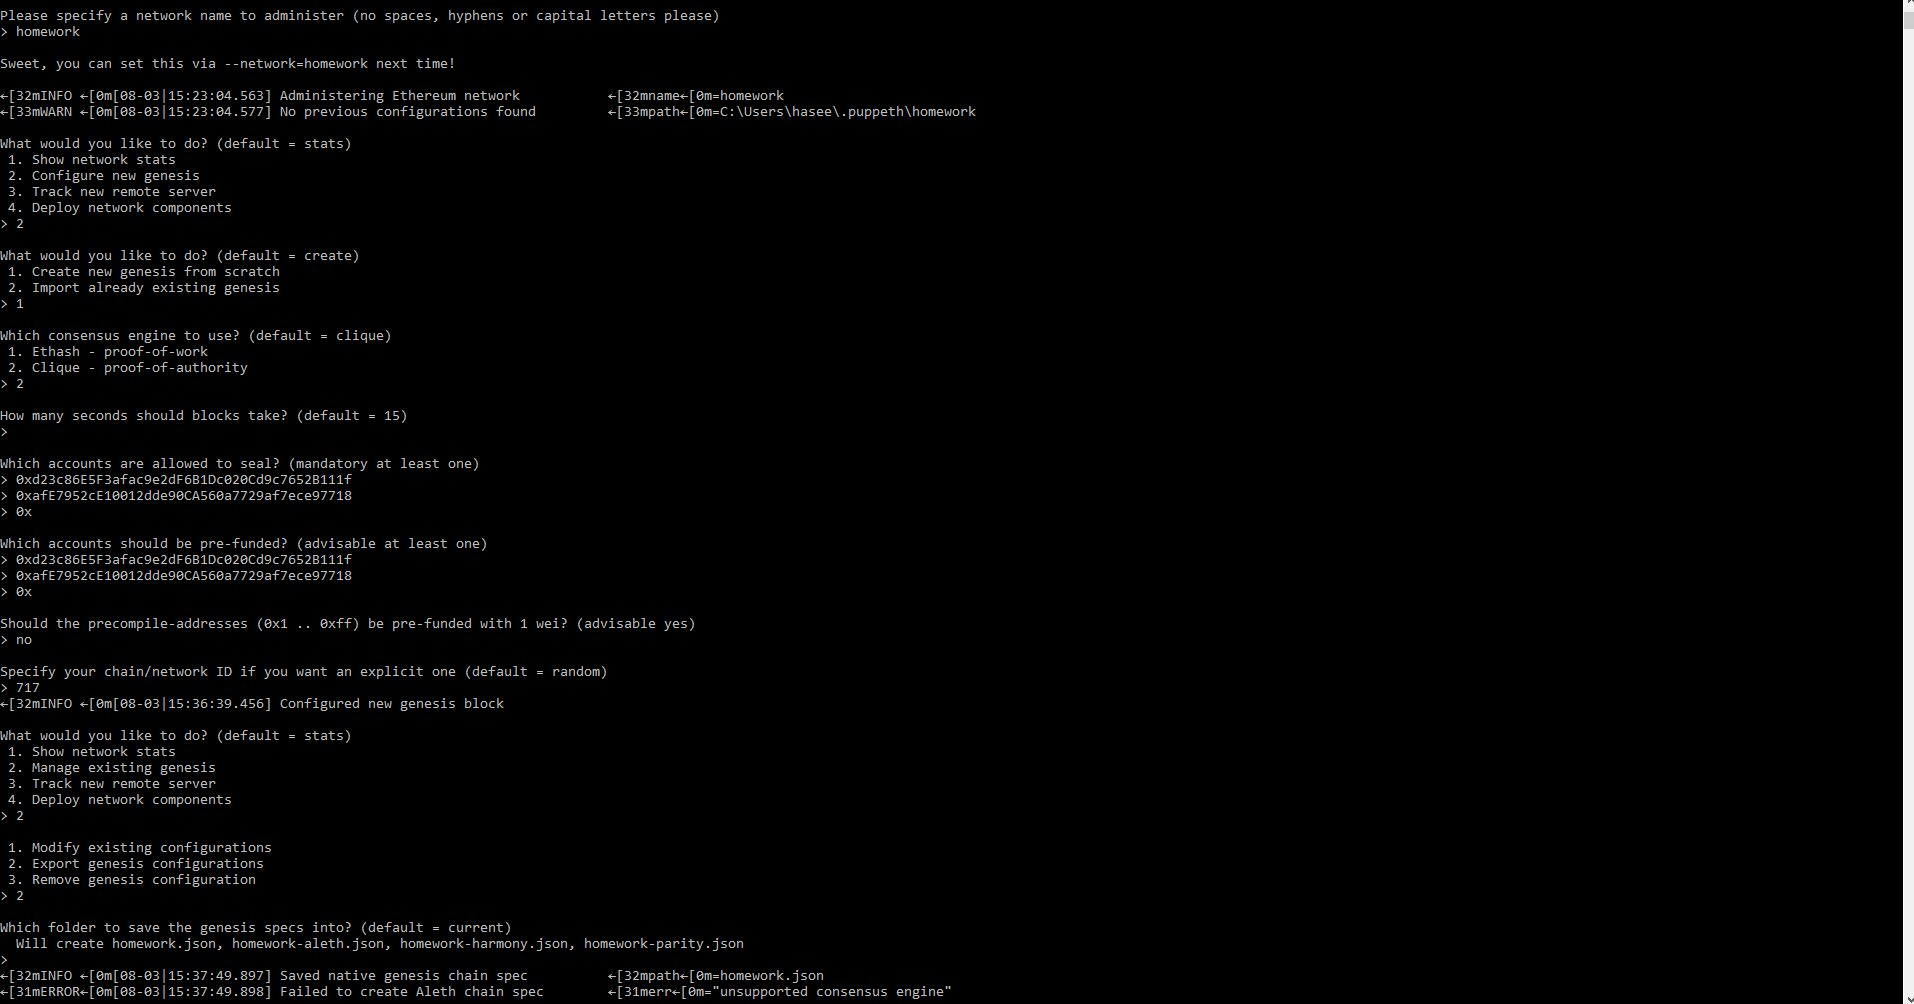 Please specify a network name to administer (no spaces, hyphens or capital letters please)
> homework
Sweet, you can set this via --network=homework next time!
←[32mINFO ←[0m[08-03|15:23:04.563] Administering Ethereum network ←[32mname←[0m=homework
←[33mWARN ←[0m[08-03|15:23:04.577] No previous configurations found ←[33mpath←[0m=C:\Users\hasee\.puppeth\homework
What would you like to do? (default = stats)
1. Show network stats
2. Configure new genesis
3. Track new remote server
4. Deploy network components
> 2
What would you like to do? (default = create)
1. Create new genesis from scratch
2. Import already existing genesis
> 1
Which consensus engine to use? (default = clique)
1. Ethash - proof-of-work
2. Clique - proof-of-authority
> 2
How many seconds should blocks take? (default = 15)
>
Which accounts are allowed to seal? (mandatory at least one)
> 0xd23c86E5F3afac9e2dF6B1Dc020Cd9c7652B111f
> 0xafE7952cE10012dde90CA560a7729af7ece97718
> 0x
Which accounts should be pre-funded? (advisable at least one)
> 0xd23c86E5F3afac9e2dF6B1Dc020Cd9c7652B111f
> 0xafE7952cE10012dde90CA560a7729af7ece97718
> 0x
Should the precompile-addresses (0x1 .. 0xff) be pre-funded with 1 wei? (advisable yes)
> no
Specify your chain/network ID if you want an explicit one (default = random)
> 717
←[32mINFO ←[0m[08-03|15:36:39.456] Configured new genesis block
What would you like to do? (default = stats)
1. Show network stats
2. Manage existing genesis
3. Track new remote server
4. Deploy network components
> 2
1. Modify existing configurations
2. Export genesis configurations
3. Remove genesis configuration
> 2
Which folder to save the genesis specs into? (default = current)
Will create homework.json, homework-aleth.json, homework-harmony.json, homework-parity.json
>
←[32mINFO ←[0m[08-03|15:37:49.897] Saved native genesis chain spec ←[32mpath←[0m=homework.json
←[31mERROR←[0m[08-03|15:37:49.898] Failed to create Aleth chain spec ←[31merr←[0m="unsupported consensus engine"